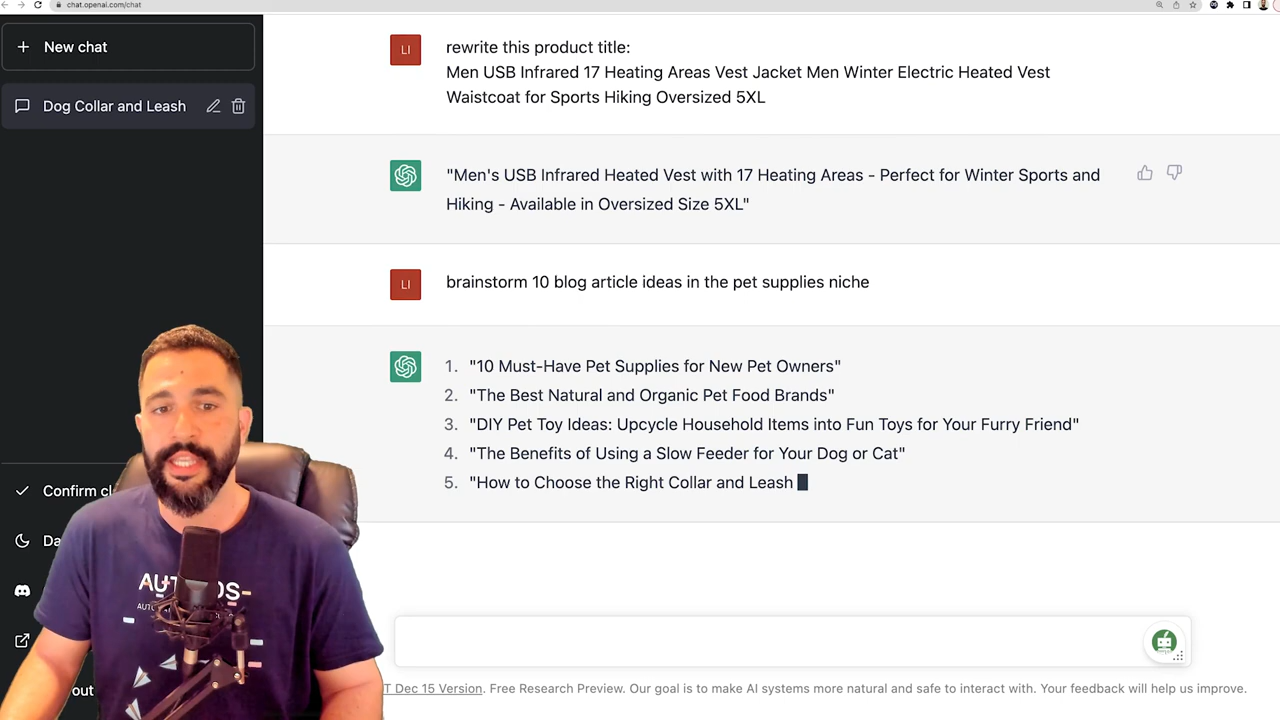 chat.openai.com/chat
New chat
Dog Collar and Leash
LI
rewrite this product title:
Men USB Infrared 17 Heating Areas Vest Jacket Men Winter Electric Heated Vest
Waistcoat for Sports Hiking Oversized 5XL
"Men's USB Infrared Heated Vest with 17 Heating Areas - Perfect for Winter Sports and
Hiking - Available in Oversized Size 5XL"
LI
brainstorm 10 blog article ideas in the pet supplies niche
1. "10 Must-Have Pet Supplies for New Pet Owners"
2. "The Best Natural and Organic Pet Food Brands"
3. "DIY Pet Toy Ideas: Upcycle Household Items into Fun Toys for Your Furry Friend"
4. "The Benefits of Using a Slow Feeder for Your Dog or Cat"
5. "How to Choose the Right Collar and Leash
Confirm cl
Da
out
T Dec 15 Version. Free Research Preview. Our goal is to make AI systems more natural and safe to interact with. Your feedback will help us improve.